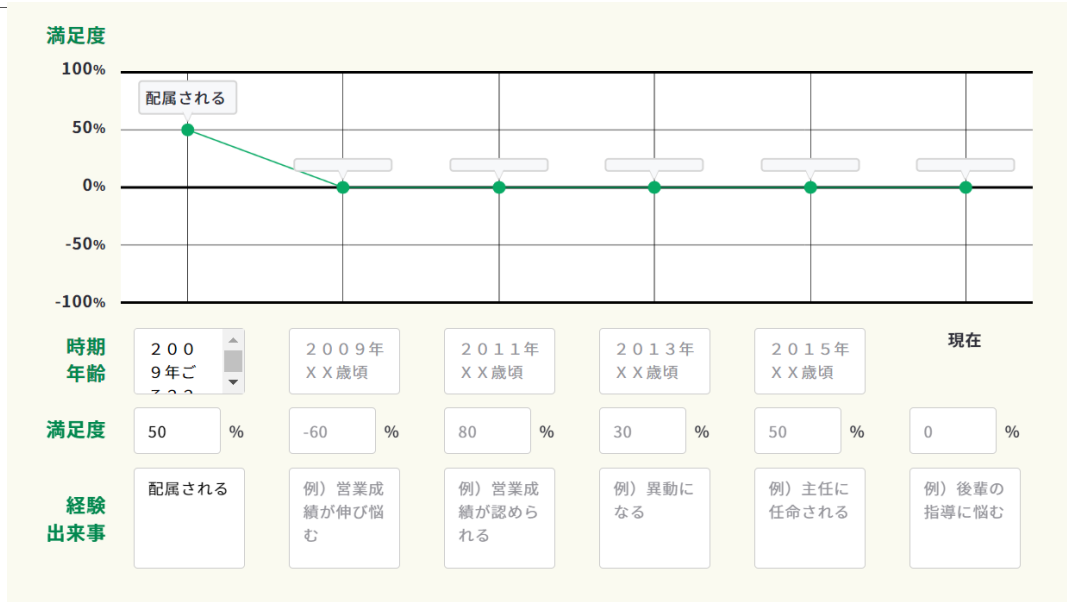 満足度
100%
配属される
50%
0%
-50%
-100%
時期
年齢
２００
９年ご
２００９年
ＸＸ歳頃
２０１１年
ＸＸ歳頃
２０１３年
ＸＸ歳頃
２０１５年
ＸＸ歳頃
現在
満足度
50 %
-60 %
80 %
30 %
50 %
0 %
経験
出来事
配属される
例）営業成
績が伸び悩
む
例）営業成
績が認めら
れる
例）異動に
なる
例）主任に
任命される
例）後輩の
指導に悩む